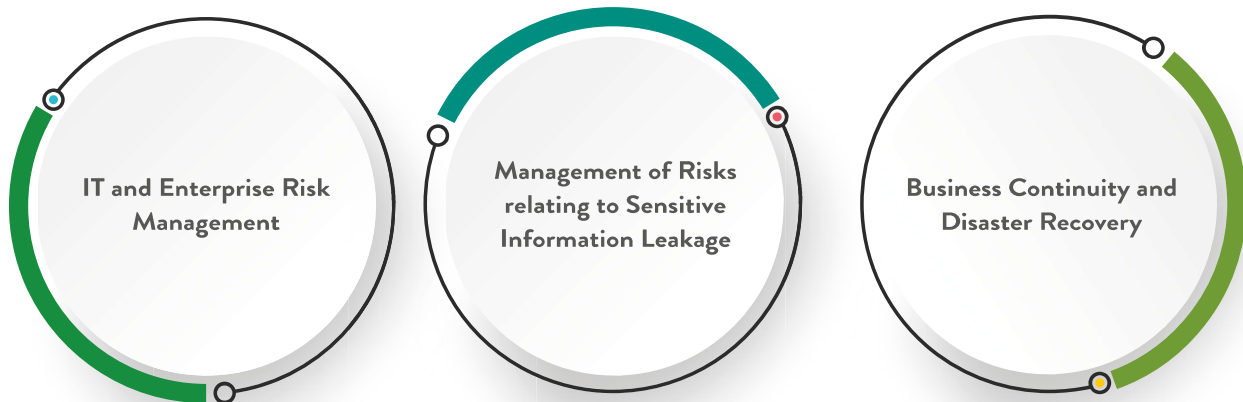 IT and Enterprise Risk
Management
Management of Risks
relating to Sensitive
Information Leakage
Business Continuity and
Disaster Recovery